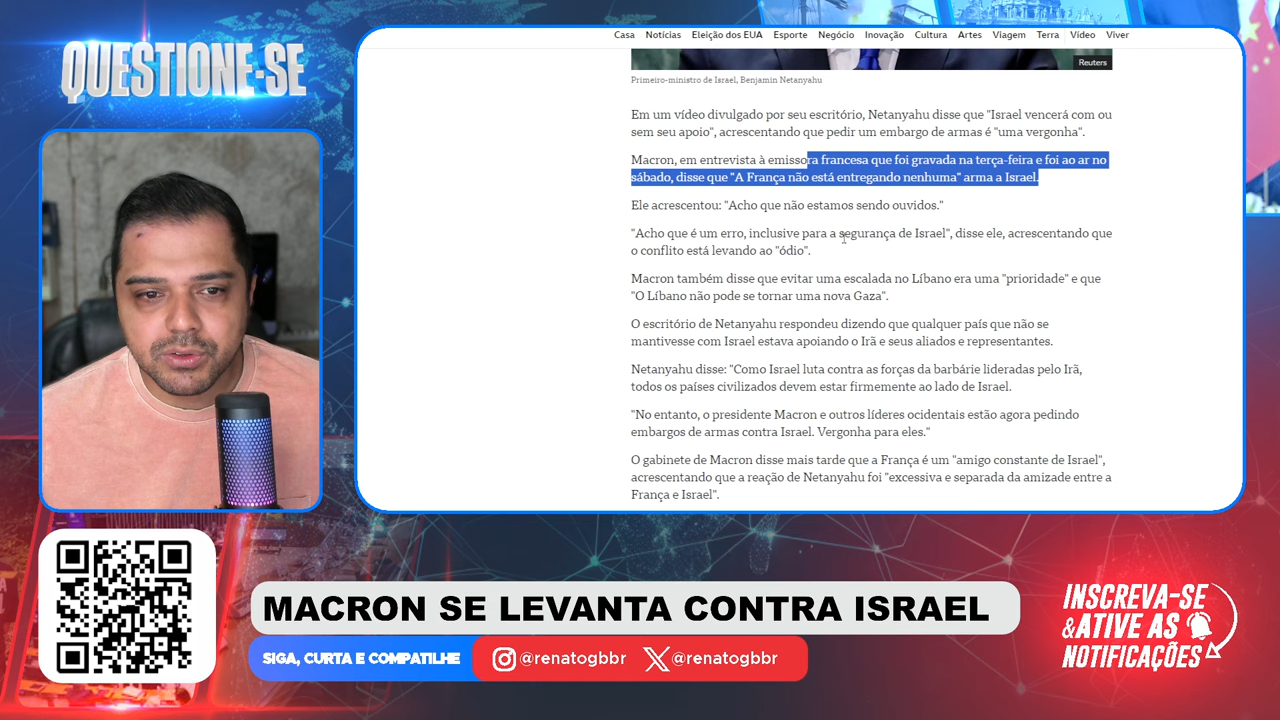 QUESTIONE-SE
Casa Notícias Eleição dos EUA Esporte Negócio Inovação Cultura Artes Viagem Terra Vídeo Viver
Reuters
Primeiro-ministro de Israel, Benjamin Netanyahu
Em um vídeo divulgado por seu escritório, Netanyahu disse que "Israel vencerá com ou
sem seu apoio", acrescentando que pedir um embargo de armas é "uma vergonha".
Macron, em entrevista à emissora francesa que foi gravada na terça-feira e foi ao ar no
sábado, disse que "A França não está entregando nenhuma" arma a Israel.
Ele acrescentou: "Acho que não estamos sendo ouvidos."
"Acho que é um erro, inclusive para a segurança de Israel", disse ele, acrescentando que
o conflito está levando ao "ódio".
Macron também disse que evitar uma escalada no Líbano era uma "prioridade" e que
"O Líbano não pode se tornar uma nova Gaza".
O escritório de Netanyahu respondeu dizendo que qualquer país que não se
mantivesse com Israel estava apoiando o Irã e seus aliados e representantes.
Netanyahu disse: "Como Israel luta contra as forças da barbárie lideradas pelo Irã,
todos os países civilizados devem estar firmemente ao lado de Israel.
"No entanto, o presidente Macron e outros líderes ocidentais estão agora pedindo
embargos de armas contra Israel. Vergonha para eles."
O gabinete de Macron disse mais tarde que a França é um "amigo constante de Israel",
acrescentando que a reação de Netanyahu foi "excessiva e separada da amizade entre a
França e Israel".
MACRON SE LEVANTA CONTRA ISRAEL
SIGA, CURTA E COMPATILHE
@renatogbbr
@renatogbbr
INSCREVA-SE
&ATIVE AS
NOTIFICAÇÕES